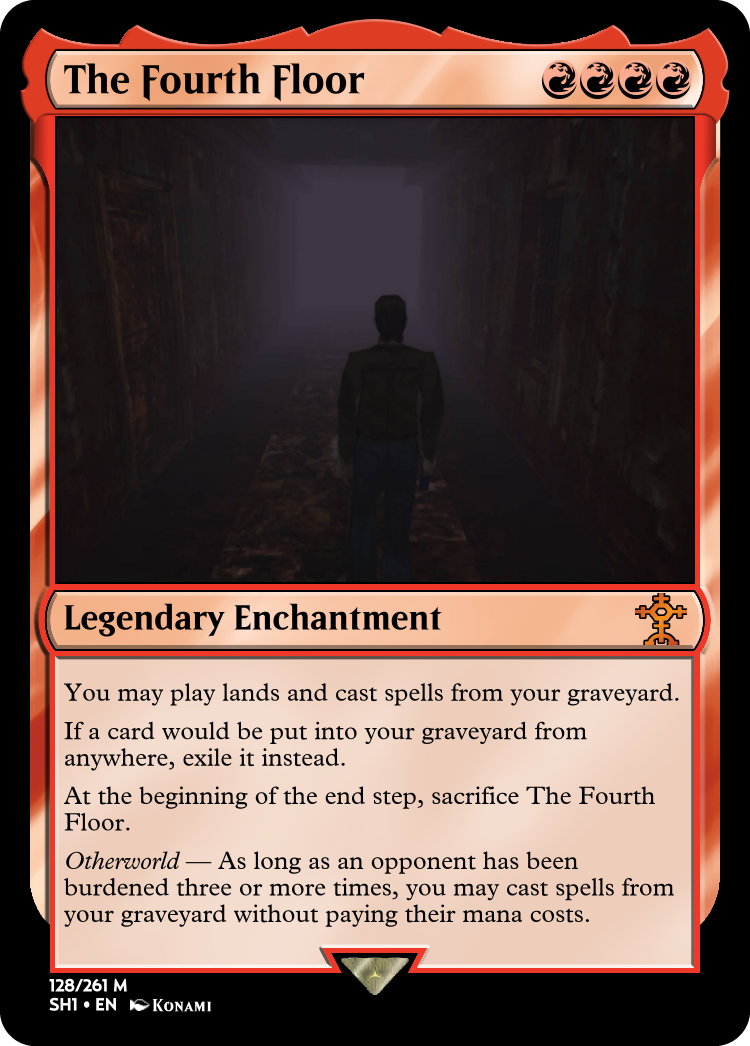 The Fourth Floor
Legendary Enchantment
You may play lands and cast spells from your graveyard.
If a card would be put into your graveyard from
anywhere, exile it instead.
At the beginning of the end step, sacrifice The Fourth
Floor.
Otherworld — As long as an opponent has been
burdened three or more times, you may cast spells from
your graveyard without paying their mana costs.
128/261 M
SH1 • EN KONAMI